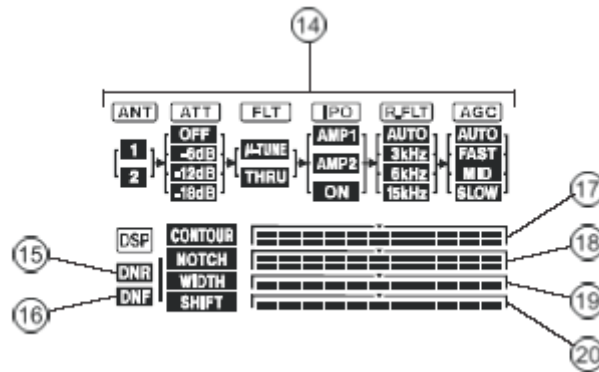 14
ANT ATT FLT IPO R_FLT AGC
OFF AMP1 AUTO AUTO
1 -6dB μ-TUNE 3kHz FAST
AMP2
2 -12dB THRU 6kHz MID
-18dB ON 15kHz SLOW
17
DSP CONTOUR
18
15 DNR NOTCH
WIDTH
16 DNF SHIFT
19
20